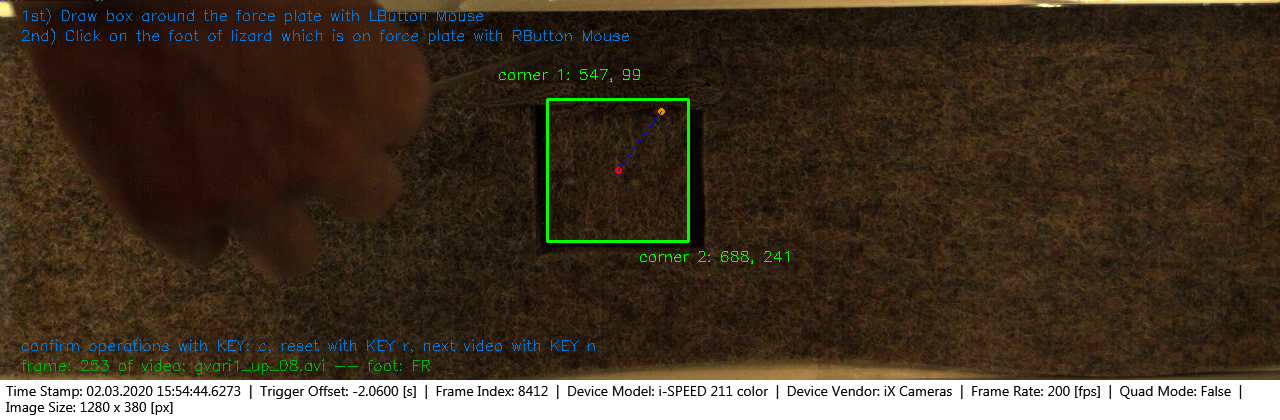 1st) Draw box around the force plate with LButton Mouse
2nd) Click on the foot of lizard which is on force plate with RButton Mouse
corner 1: 547, 99
corner 2: 688, 241
confirm operations with KEY: c, reset with KEY r, next video with KEY n
frame: 253 of video: gvari1_up_08.avi -- foot: FR
Time Stamp: 02.03.2020 15:54:44.6273 | Trigger Offset: -2.0600 [s] | Frame Index: 8412 | Device Model: i-SPEED 211 color | Device Vendor: iX Cameras | Frame Rate: 200 [fps] | Quad Mode: False |
Image Size: 1280 x 380 [px]